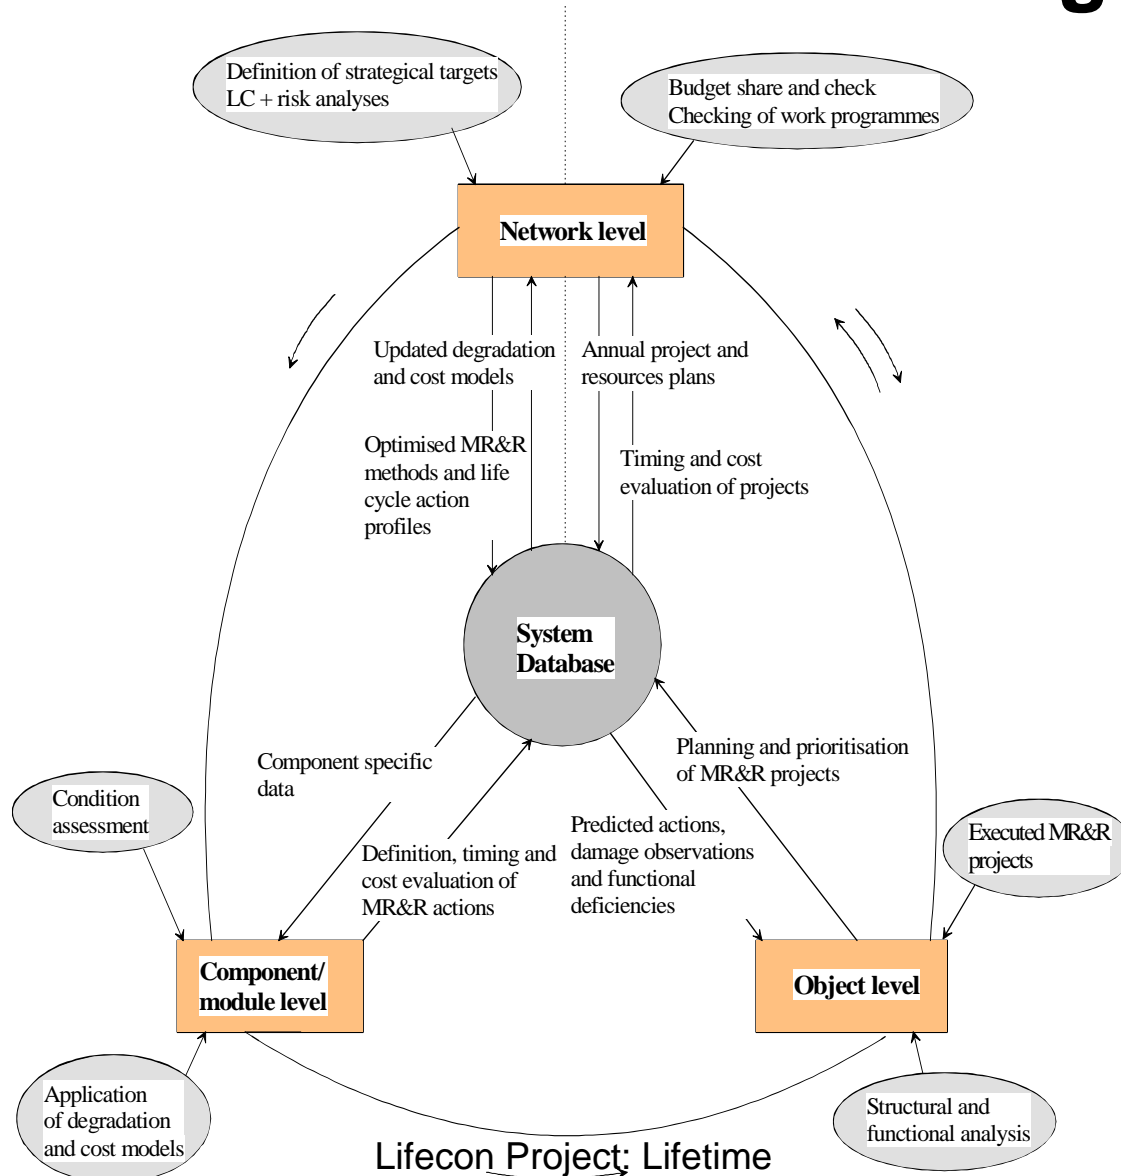 g
Definition of strategical targets
LC + risk analyses
Budget share and check
Checking of work programmes
Network level
Updated degradation
and cost models
Annual project and
resources plans
Optimised MR&R
methods and life
cycle action
profiles
Timing and cost
evaluation of projects
System
Database
Component specific
data
Planning and prioritisation
of MR&R projects
Condition
assessment
Predicted actions,
damage observations
and functional
deficiencies
Executed MR&R
projects
Definition, timing and
cost evaluation of
MR&R actions
Component/
module level
Object level
Application
of degradation
and cost models
Structural and
functional analysis
Lifecon Project: Lifetime